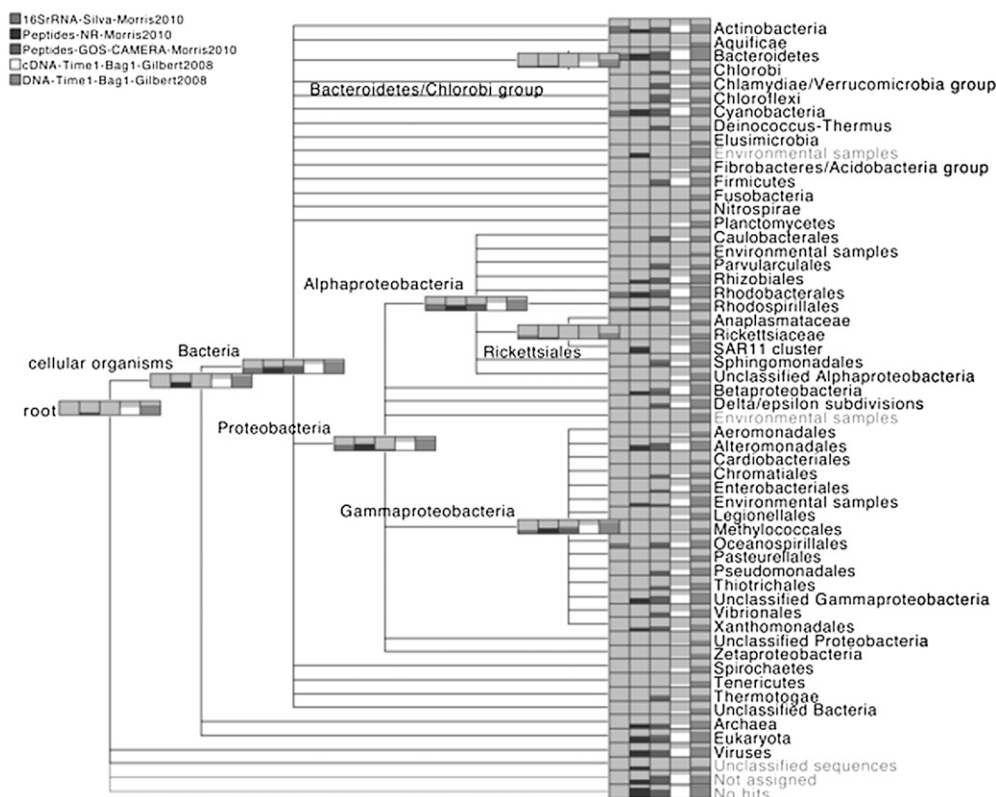 16SrRNA-Silva-Morris2010
Peptides-NR-Morris2010
Peptides-GOS-CAMERA-Morris2010
cDNA-Time1-Bag1-Gilbert2008
DNA-Time1-Bag1-Gilbert2008
Actinobacteria
Aquificae
Bacteroidetes
Chlorobi
Bacteroidetes/Chlorobi group
Chlamydiae/Verrucomicrobia group
Chloroflexi
Cyanobacteria
Deinococcus-Thermus
Elusimicrobia
Environmental samples
Fibrobacteres/Acidobacteria group
Firmicutes
Fusobacteria
Nitrospirae
Planctomycetes
Caulobacterales
Environmental samples
Parvularculales
Alphaproteobacteria
Rhizobiales
Rhodobacterales
Rhodospirillales
Anaplasmataceae
Rickettsiaceae
Rickettsiales
SAR11 cluster
Bacteria
cellular organisms
Sphingomonadales
Unclassified Alphaproteobacteria
Betaproteobacteria
Delta/epsilon subdivisions
root
Environmental samples
Proteobacteria
Aeromonadales
Alteromonadales
Cardiobacteriales
Chromatiales
Enterobacteriales
Environmental samples
Gammaproteobacteria
Legionellales
Methylococcales
Oceanospirillales
Pasteurellales
Pseudomonadales
Thiotrichales
Unclassified Gammaproteobacteria
Vibrionales
Xanthomonadales
Unclassified Proteobacteria
Zetaproteobacteria
Spirochaetes
Tenericutes
Thermotogae
Unclassified Bacteria
Archaea
Eukaryota
Viruses
Unclassified sequences
Not assigned
No hits